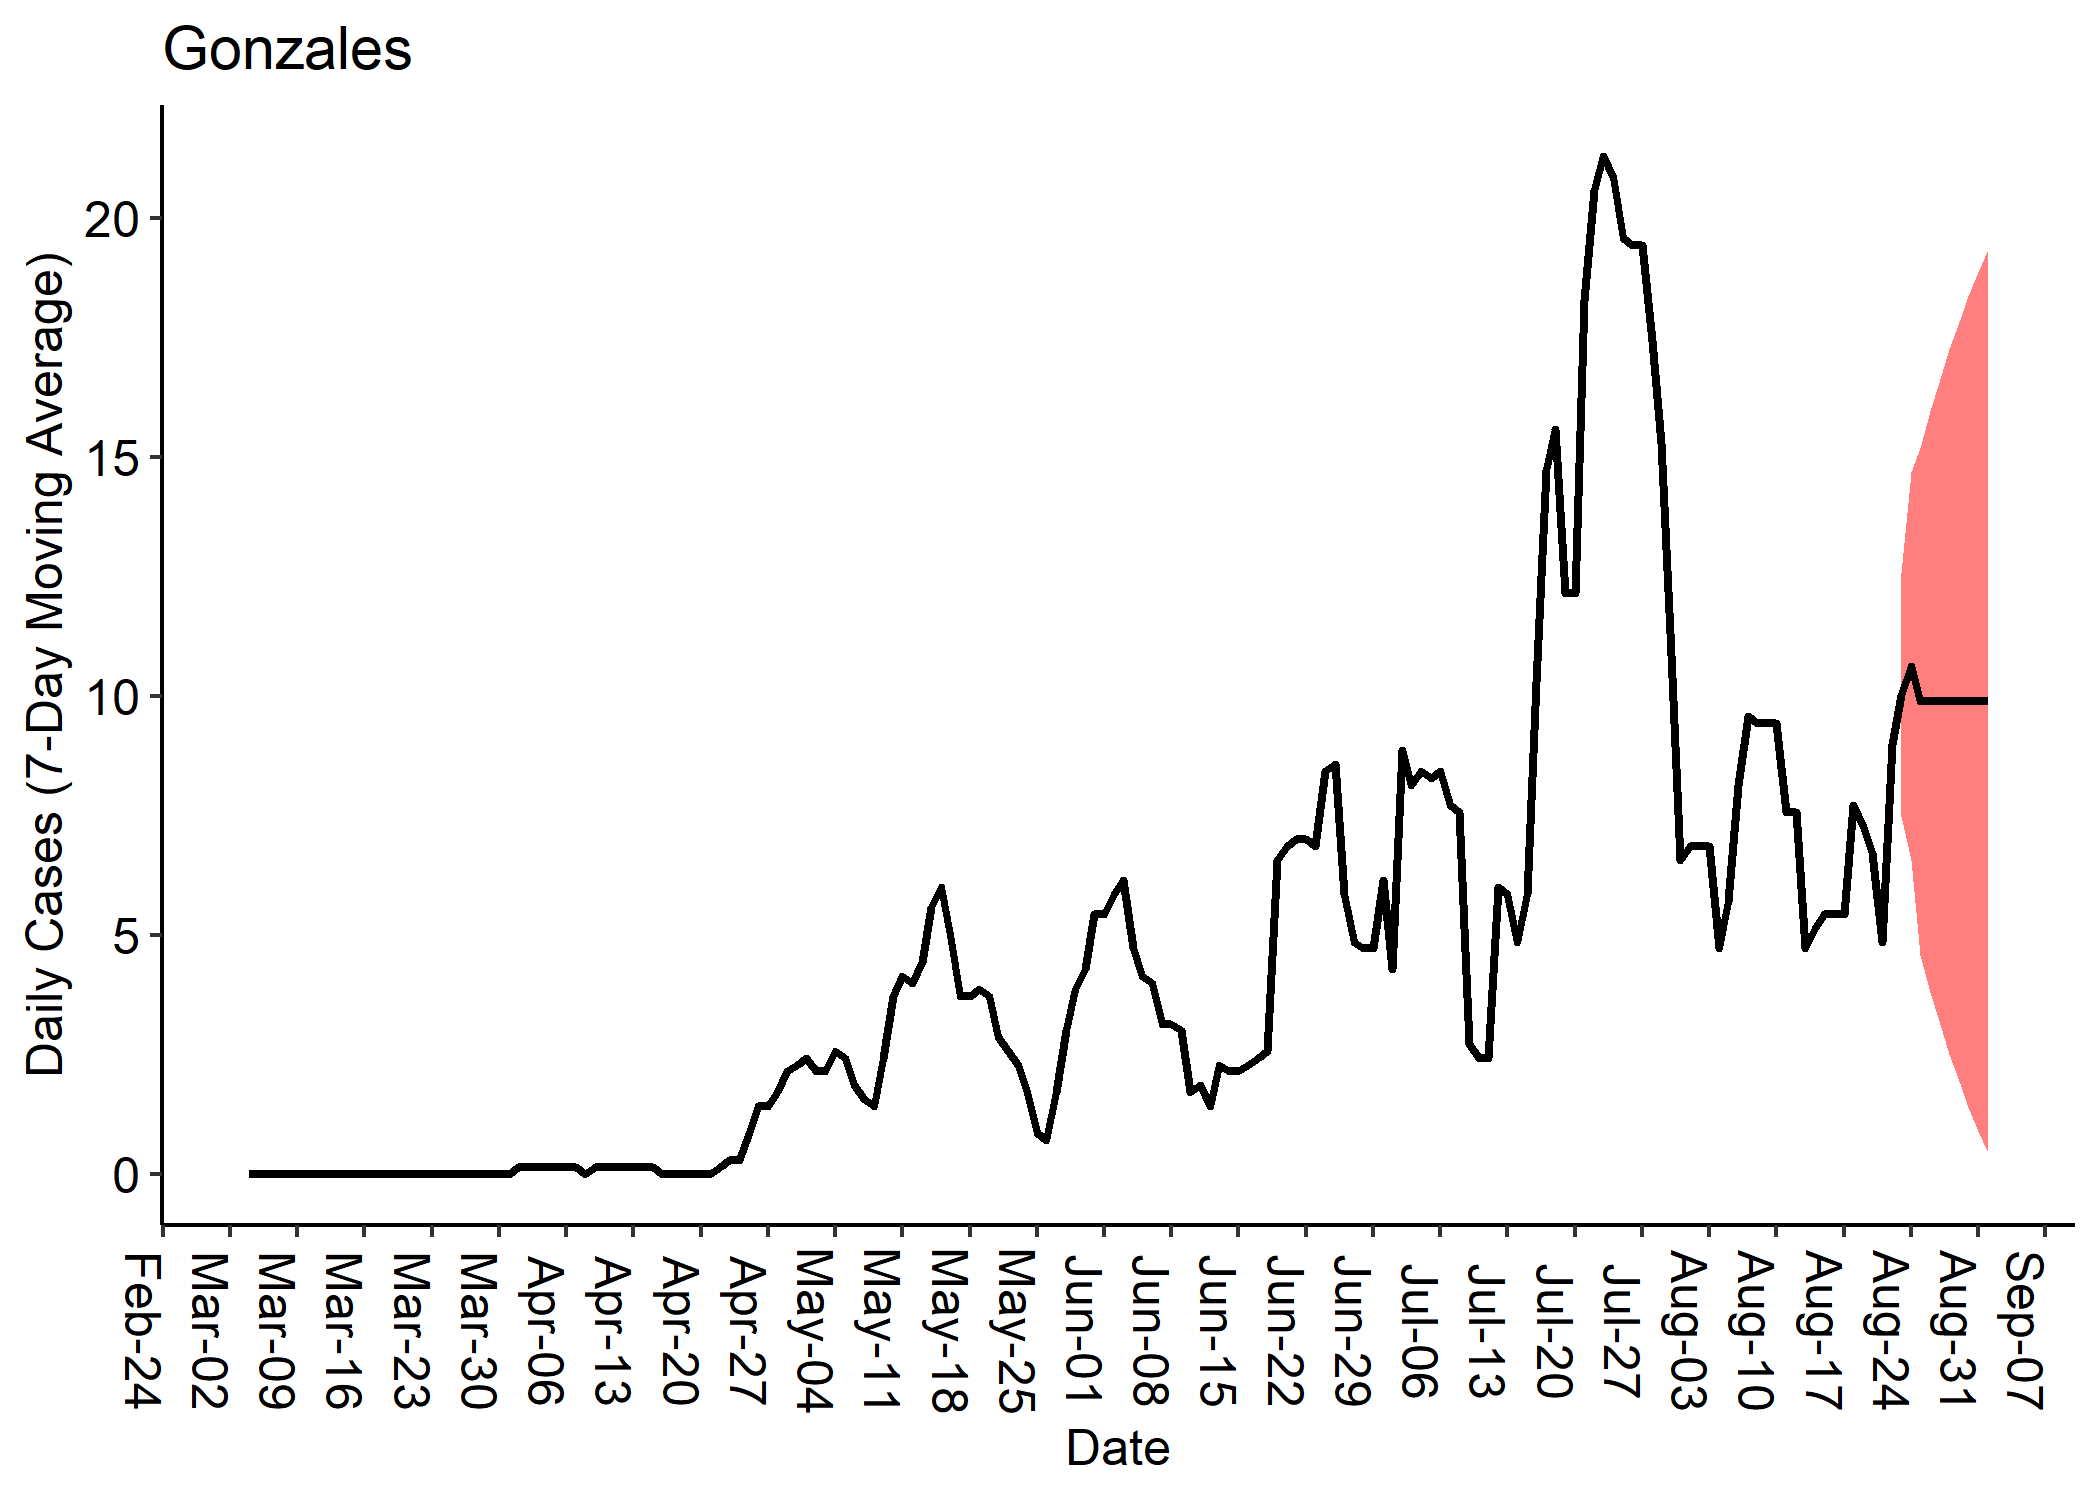 Gonzales
Daily Cases (7-Day Moving Average)
20
15
10
5
0
Feb-24
Mar-02
Mar-09
Mar-16
Mar-23
Mar-30
Apr-06
Apr-13
Apr-20
Apr-27
May-04
May-11
May-18
May-25
Jun-01
Jun-08
Jun-15
Jun-22
Jun-29
Jul-06
Jul-13
Jul-20
Jul-27
Aug-03
Aug-10
Aug-17
Aug-24
Aug-31
Sep-07
Date